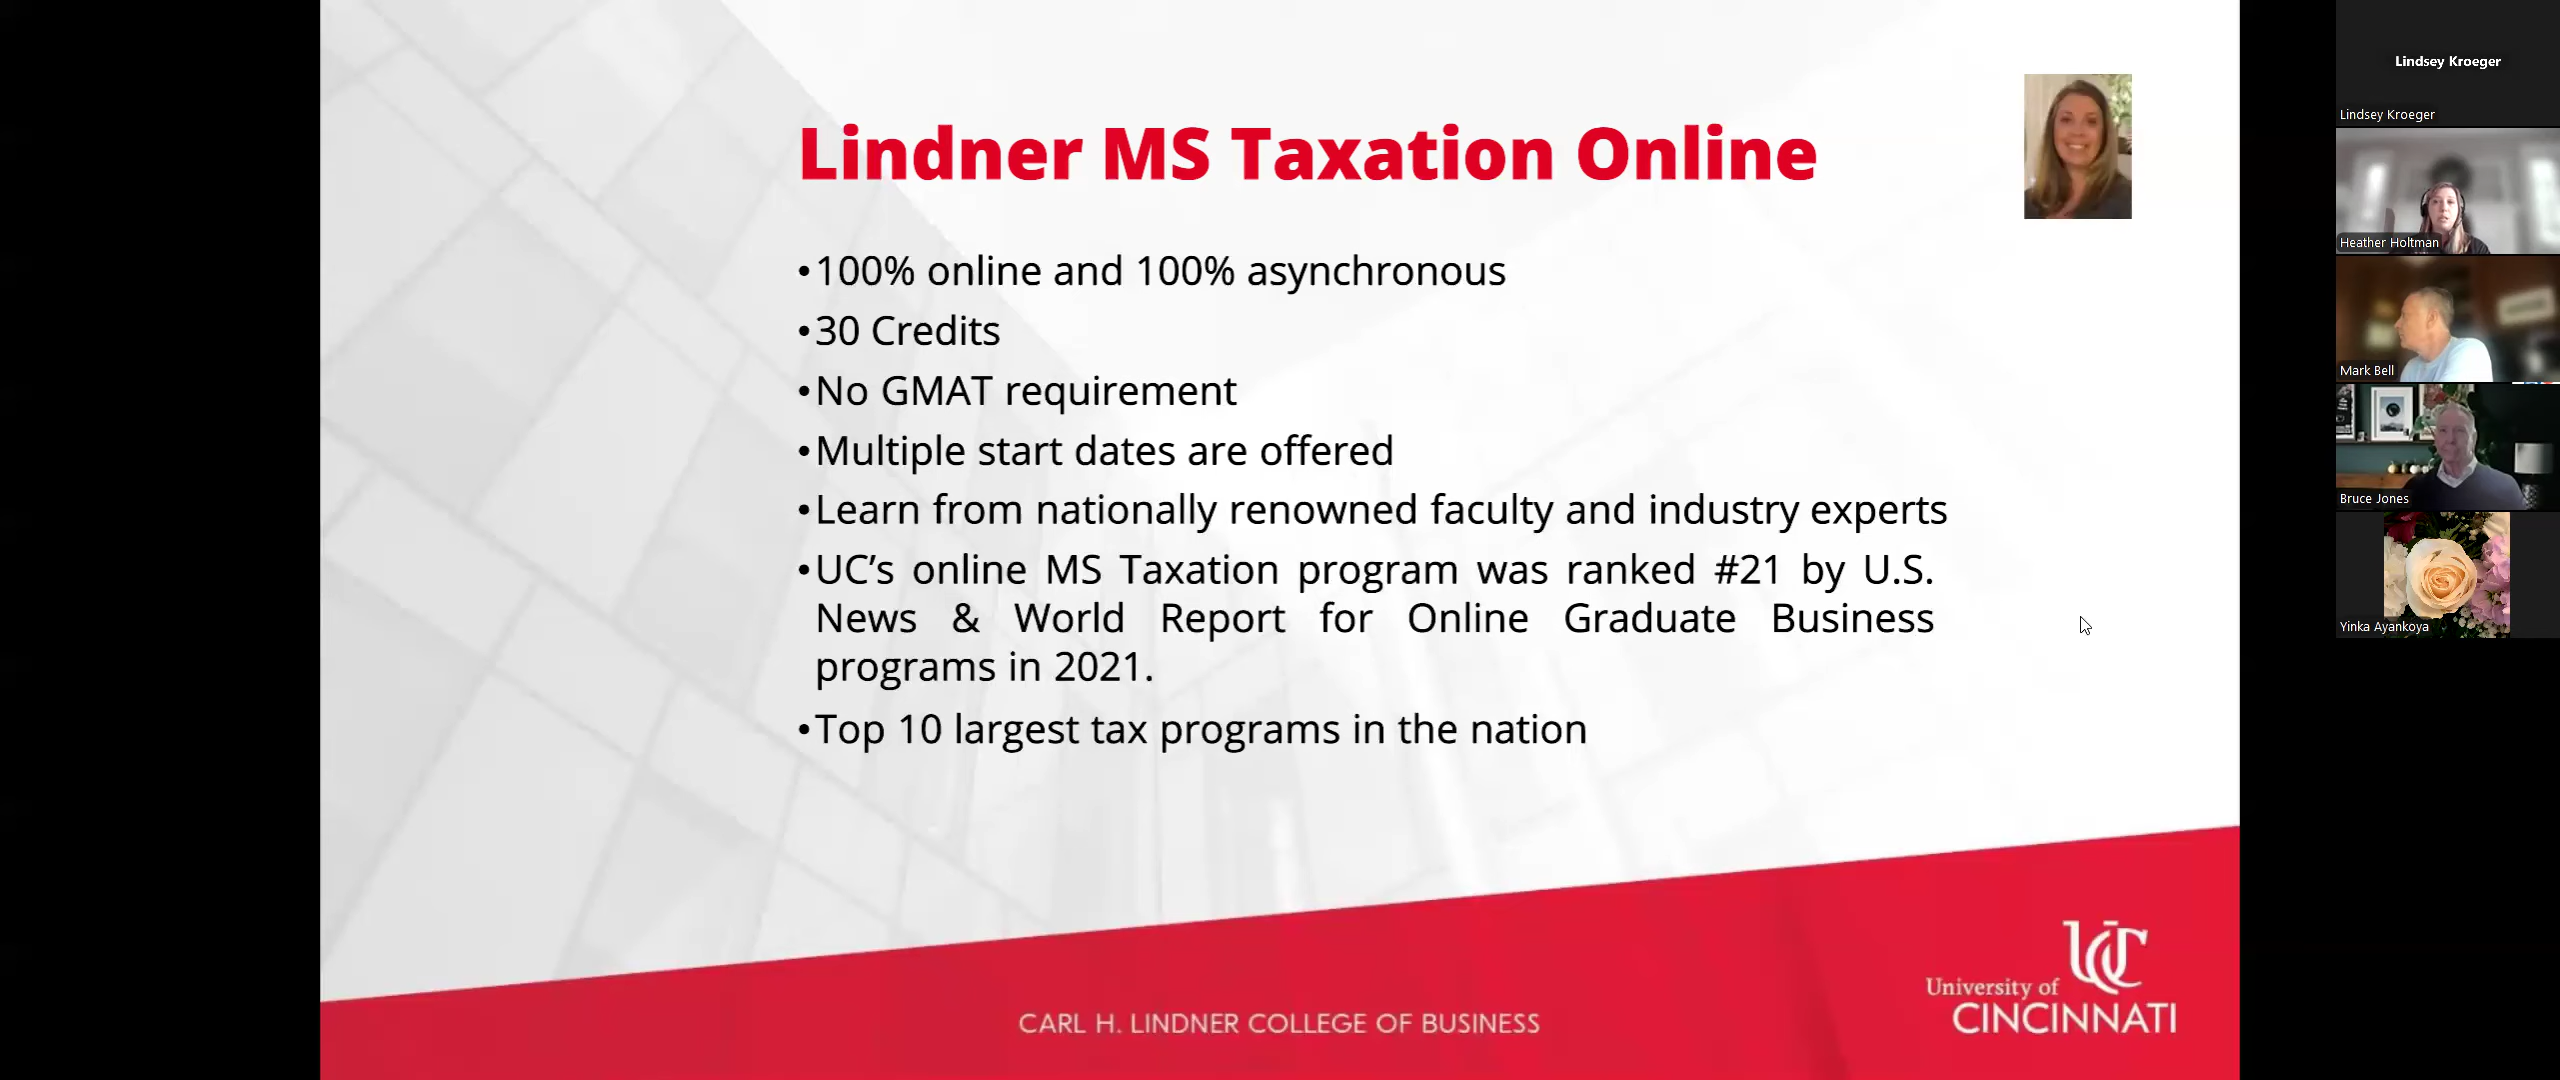 Lindner MS Taxation Online
•100% online and 100% asynchronous
•30 Credits
•No GMAT requirement
•Multiple start dates are offered
•Learn from nationally renowned faculty and industry experts
•UC’s online MS Taxation program was ranked #21 by U.S.
News & World Report for Online Graduate Business
programs in 2021.
•Top 10 largest tax programs in the nation
CARL H. LINDNER COLLEGE OF BUSINESS
UC
University of
CINCINNATI
Lindsey Kroeger
Lindsey Kroeger
Heather Holtman
Mark Bell
Bruce Jones
Yinka Ayankoya